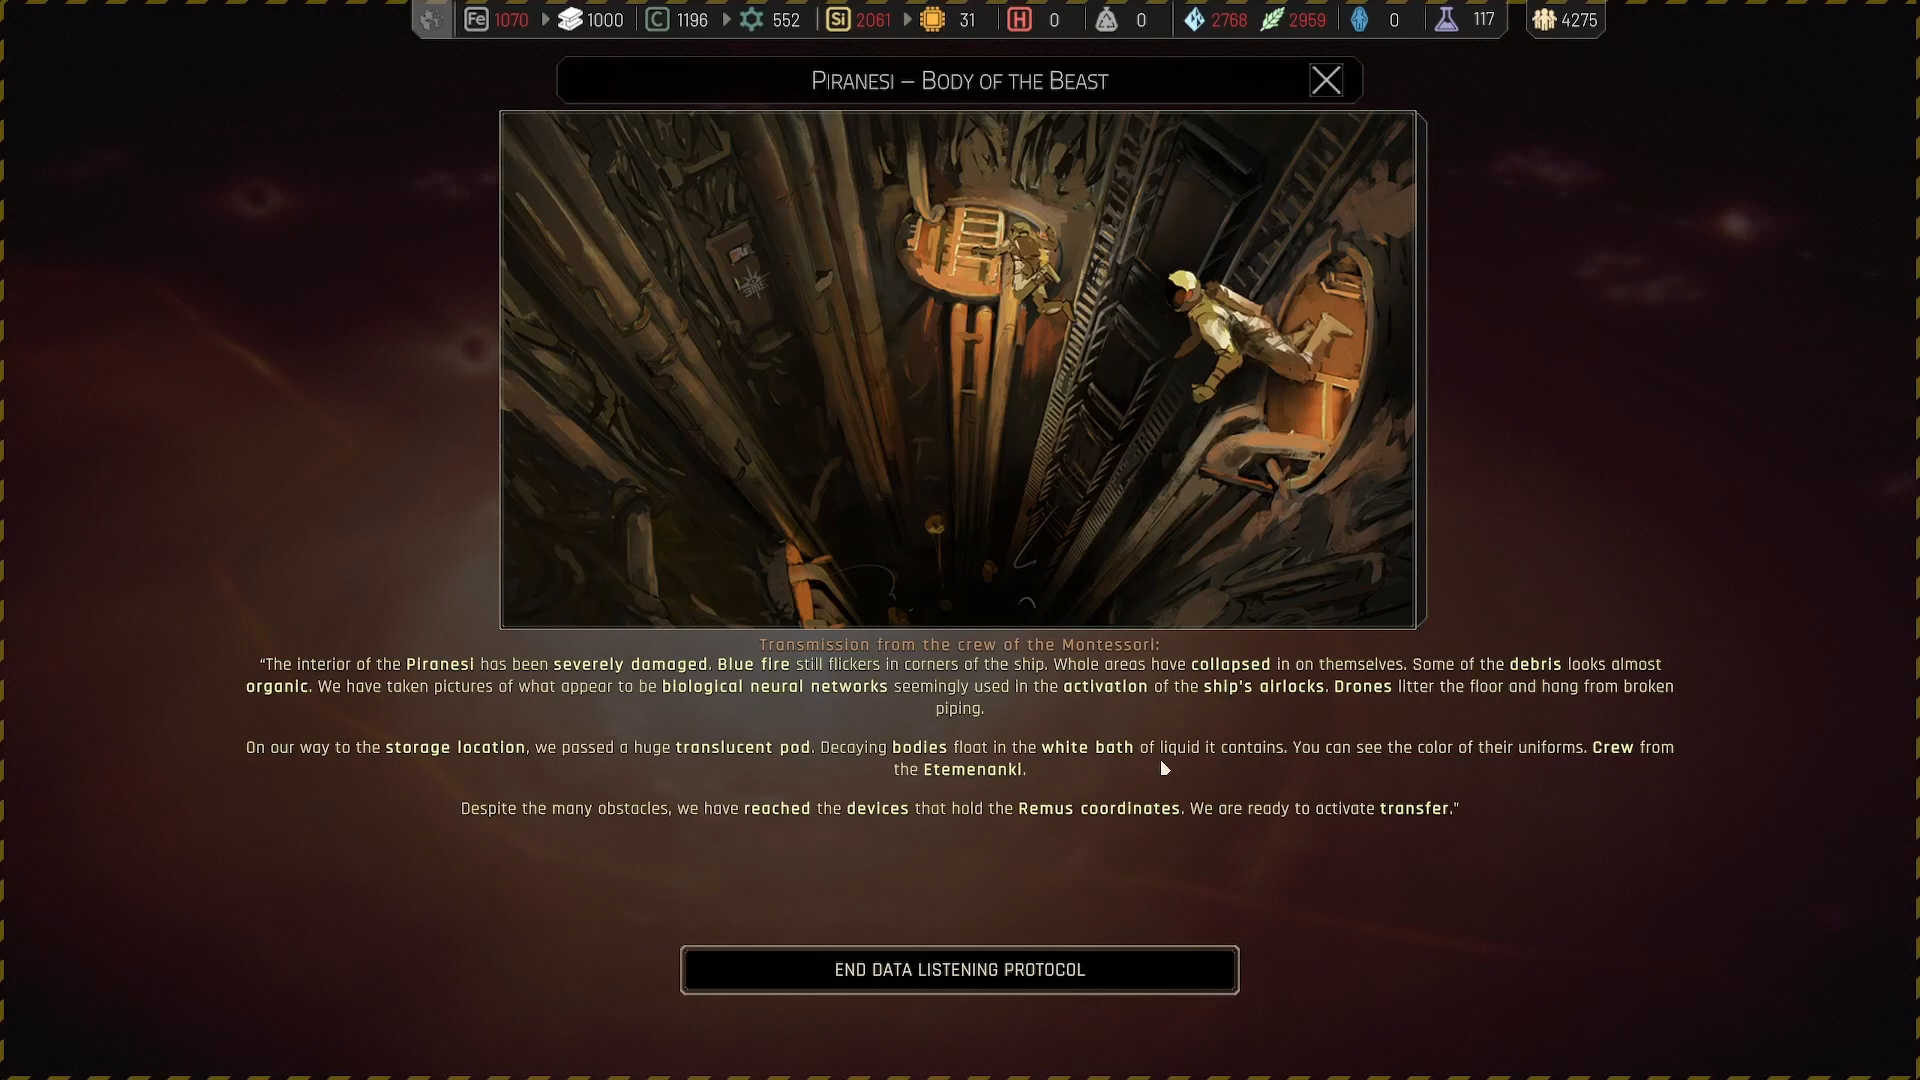 Fe 1070 1000 C 1196 552 Si 2061 31 H 0 0 2768 2959 0 117 4275
PIRANESI – BODY OF THE BEAST
Transmission from the crew of the Montessori:
“The interior of the Piranesi has been severely damaged. Blue fire still flickers in corners of the ship. Whole areas have collapsed in on themselves. Some of the debris looks almost
organic. We have taken pictures of what appear to be biological neural networks seemingly used in the activation of the ship's airlocks. Drones litter the floor and hang from broken
piping.
On our way to the storage location, we passed a huge translucent pod. Decaying bodies float in the white bath of liquid it contains. You can see the color of their uniforms. Crew from
the Etemenanki.
Despite the many obstacles, we have reached the devices that hold the Remus coordinates. We are ready to activate transfer.”
END DATA LISTENING PROTOCOL